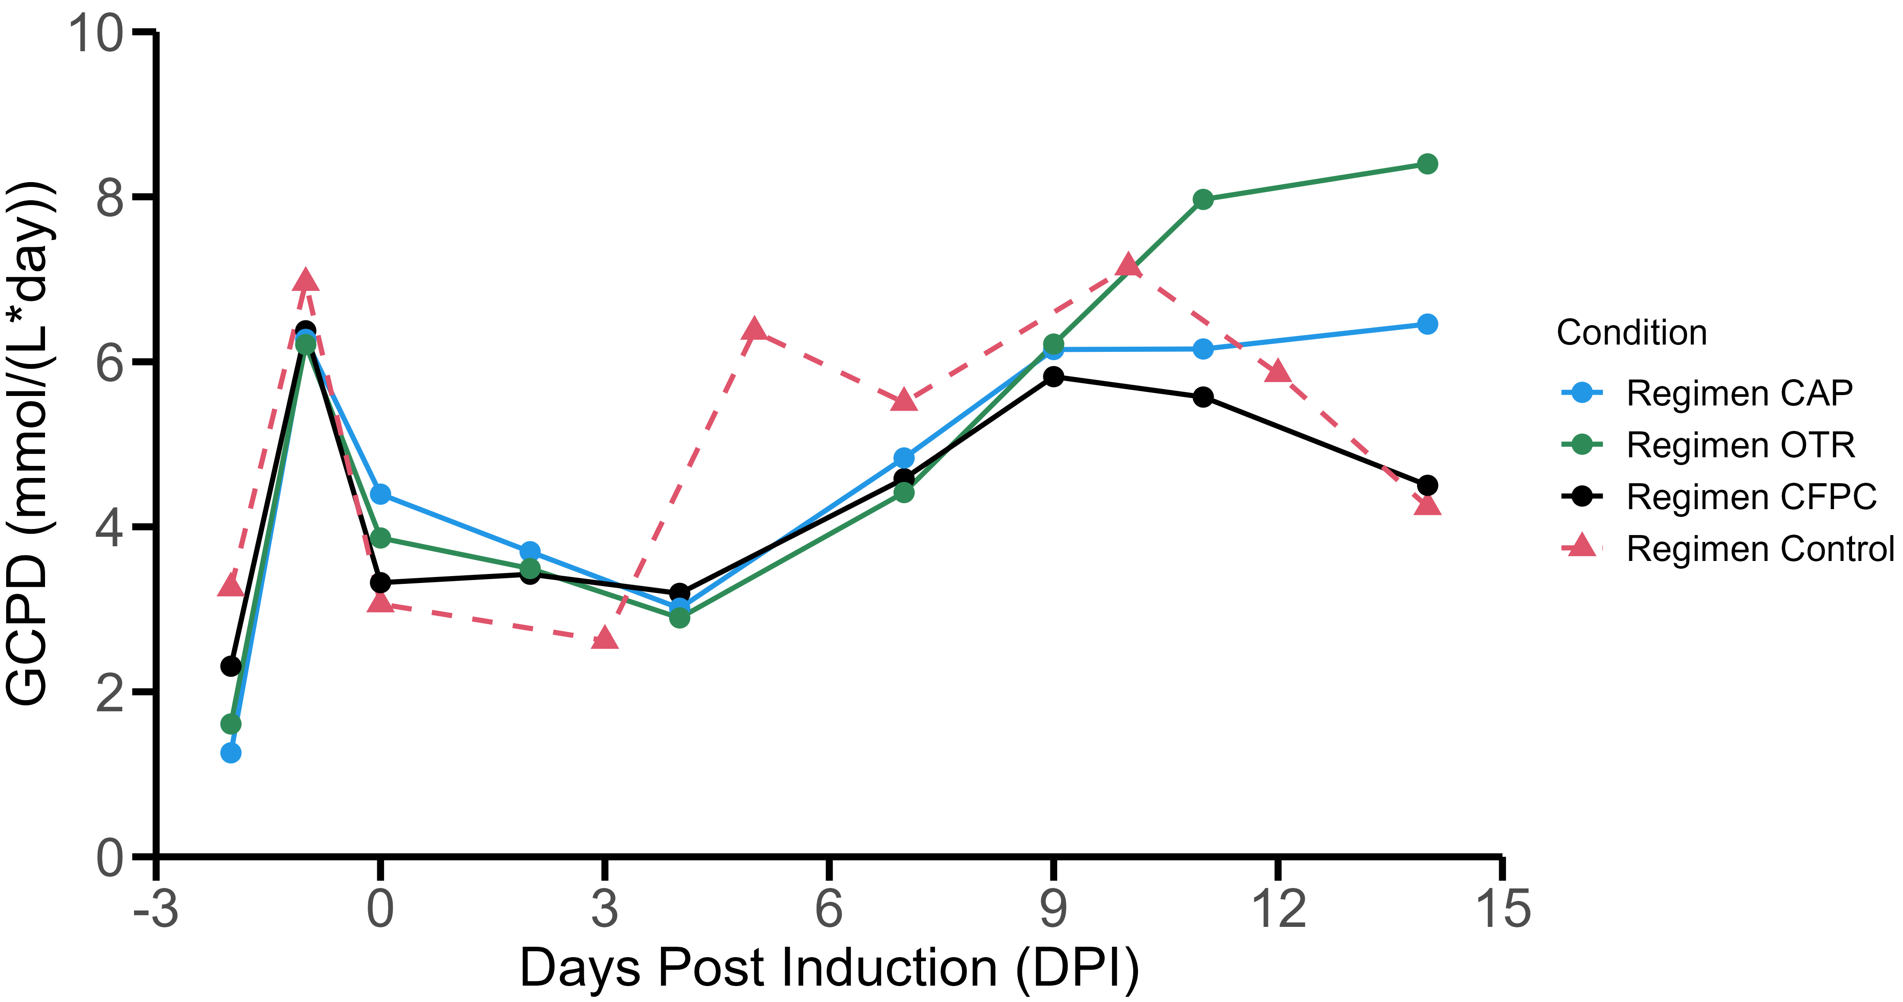 GCPD (mmol/(L*day))
10
8
6
4
2
0
-3 0 3 6 9 12 15
Days Post Induction (DPI)
Condition
Regimen CAP
Regimen OTR
Regimen CFPC
Regimen Control